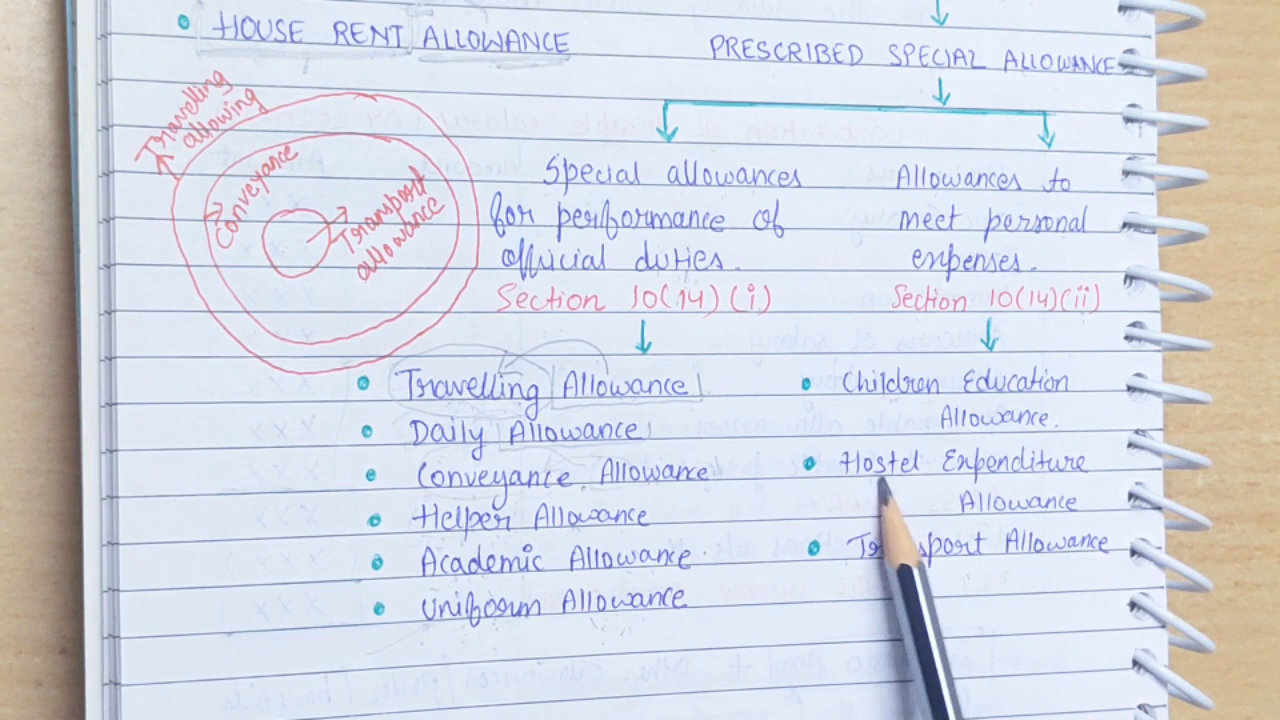 HOUSE RENT ALLOWANCE
PRESCRIBED SPECIAL ALLOWANCE
Travelling
allowing
Conveyance
Transport
allowance
Special allowances
for performance of
official duties.
Section 10(14)(i)
Allowances to
meet personal
expenses.
Section 10(14)(ii)
Travelling Allowance
Daily Allowance
Conveyance Allowance
Helper Allowance
Academic Allowance
Uniform Allowance
Children Education
Allowance.
Hostel Expenditure
Allowance
Allowance